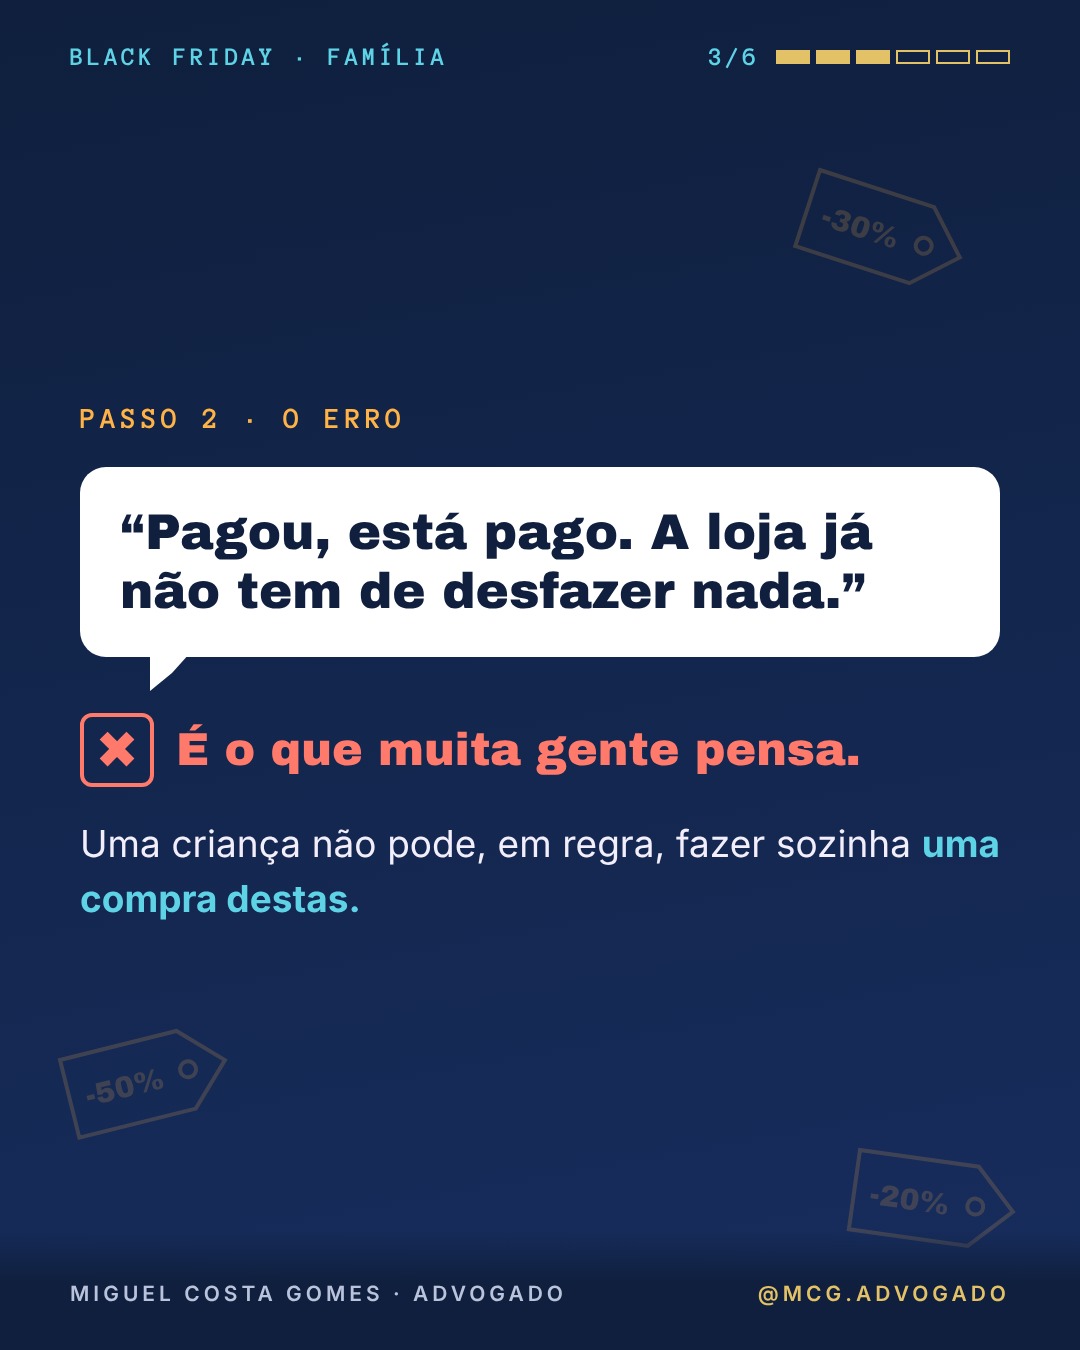 BLACK FRIDAY · FAMÍLIA
3/6
-30%
PASSO 2 · O ERRO
“Pagou, está pago. A loja já
não tem de desfazer nada.”
É o que muita gente pensa.
Uma criança não pode, em regra, fazer sozinha uma
compra destas.
-50%
-20%
MIGUEL COSTA GOMES · ADVOGADO
@MCG.ADVOGADO